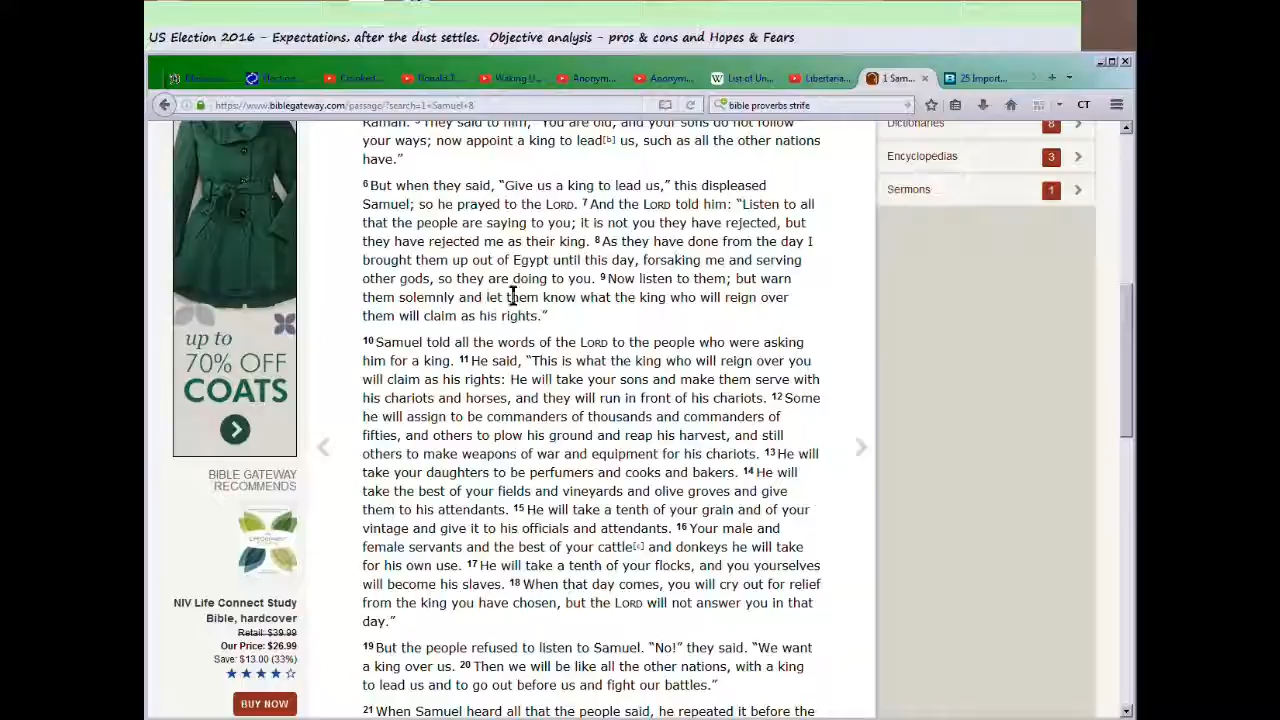 US Election 2016 - Expectations, after the dust settles. Objective analysis - pros & cons and Hopes & Fears
Election...
Crooked...
Ronald T...
Waking U...
Anonym...
Anonym...
List of Un...
Libertaria...
1 Sam...
25 Import...
https://www.biblegateway.com/passage/?search=1+Samuel+8
bible proverbs strife
CT
Ramah. 5 They said to him, “You are old, and your sons do not follow
your ways; now appoint a king to lead[b] us, such as all the other nations
have.”
6 But when they said, “Give us a king to lead us,” this displeased
Samuel; so he prayed to the LORD. 7 And the LORD told him: “Listen to all
that the people are saying to you; it is not you they have rejected, but
they have rejected me as their king. 8 As they have done from the day I
brought them up out of Egypt until this day, forsaking me and serving
other gods, so they are doing to you. 9 Now listen to them; but warn
them solemnly and let them know what the king who will reign over
them will claim as his rights.”
10 Samuel told all the words of the LORD to the people who were asking
him for a king. 11 He said, “This is what the king who will reign over you
will claim as his rights: He will take your sons and make them serve with
his chariots and horses, and they will run in front of his chariots. 12 Some
he will assign to be commanders of thousands and commanders of
fifties, and others to plow his ground and reap his harvest, and still
others to make weapons of war and equipment for his chariots. 13 He will
take your daughters to be perfumers and cooks and bakers. 14 He will
take the best of your fields and vineyards and olive groves and give
them to his attendants. 15 He will take a tenth of your grain and of your
vintage and give it to his officials and attendants. 16 Your male and
female servants and the best of your cattle[c] and donkeys he will take
for his own use. 17 He will take a tenth of your flocks, and you yourselves
will become his slaves. 18 When that day comes, you will cry out for relief
from the king you have chosen, but the LORD will not answer you in that
day.”
19 But the people refused to listen to Samuel. “No!” they said. “We want
a king over us. 20 Then we will be like all the other nations, with a king
to lead us and to go out before us and fight our battles.”
21 When Samuel heard all that the people said, he repeated it before the
up to
70% OFF
COATS
BIBLE GATEWAY
RECOMMENDS
NIV Life Connect Study
Bible, hardcover
Retail: $39.99
Our Price: $26.99
Save: $13.00 (33%)
BUY NOW
Dictionaries 8
Encyclopedias 3
Sermons 1